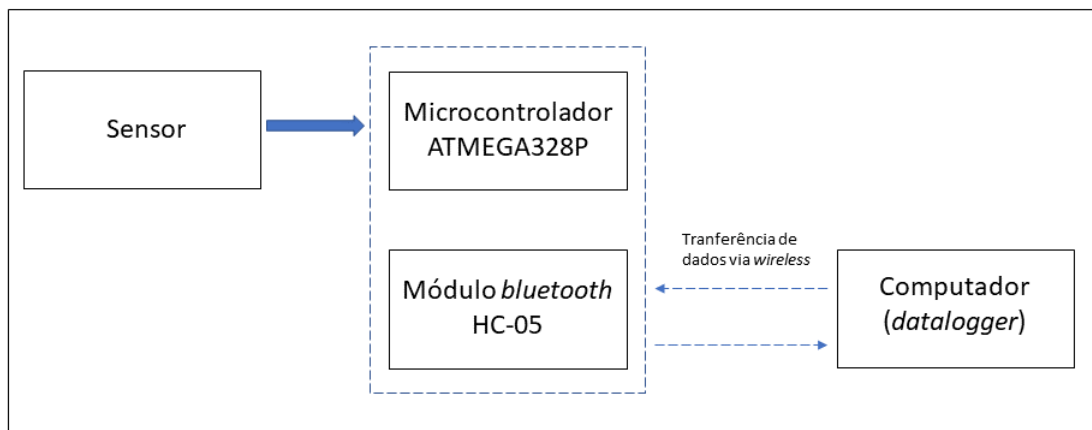 Sensor
Microcontrolador
ATMEGA328P
Módulo bluetooth
HC-05
Tranferência de
dados via wireless
Computador
(datalogger)